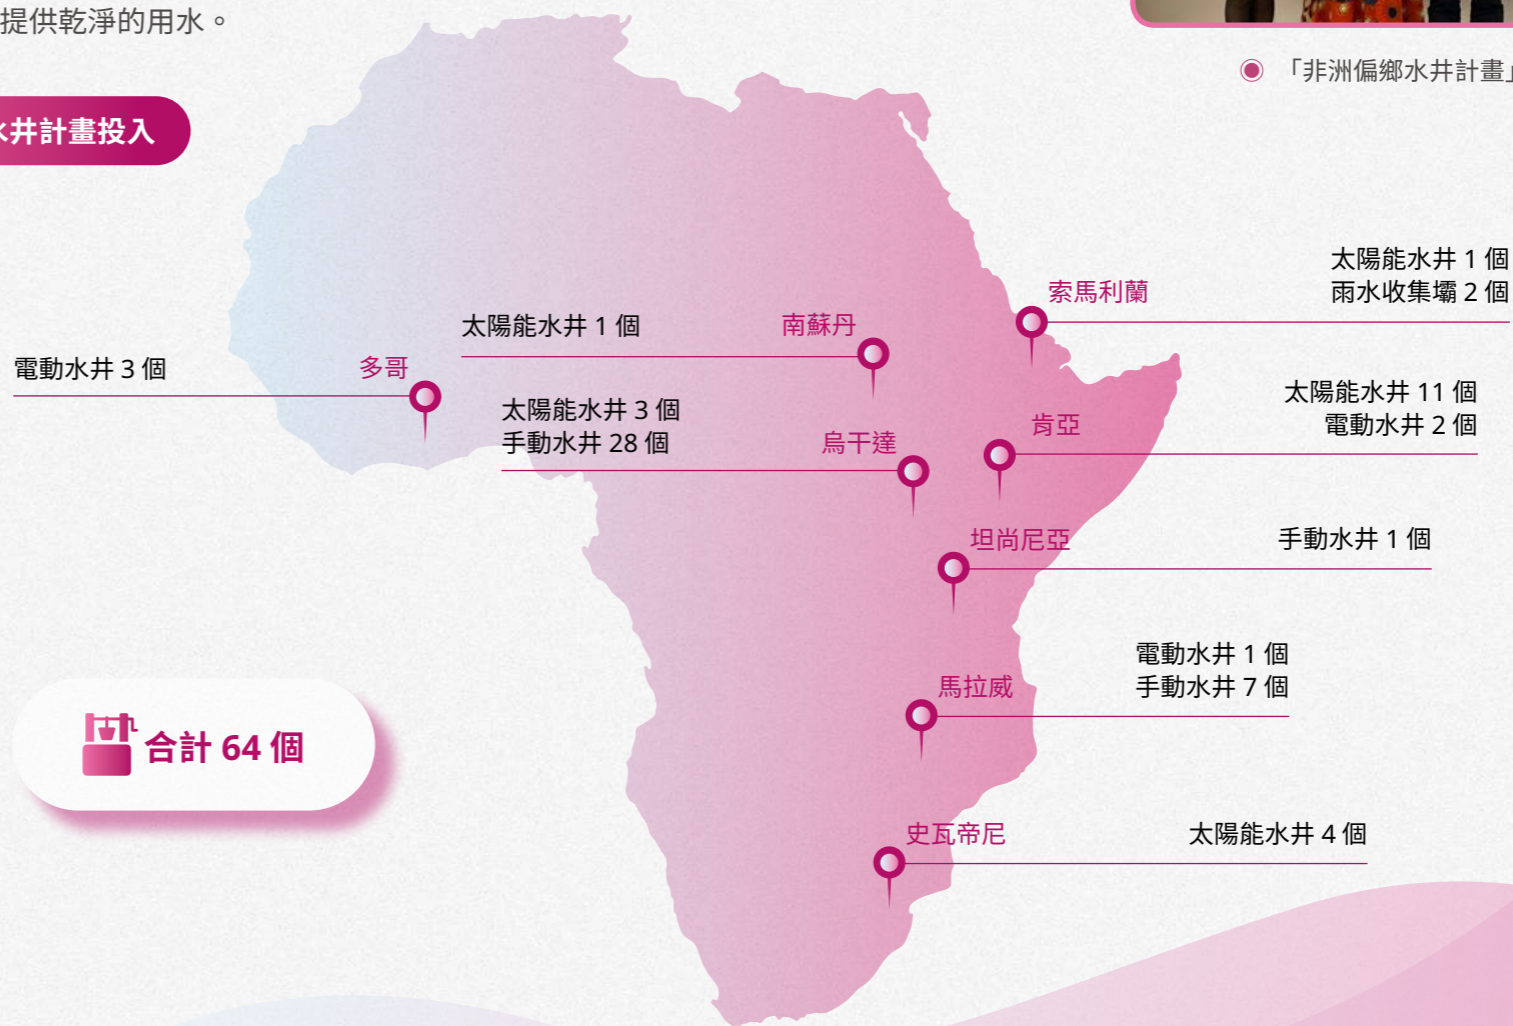 提供乾淨的用水。
「非洲偏鄉水井計畫」
水井計畫投入
太陽能水井 1 個
雨水收集壩 2 個
索馬利蘭
太陽能水井 1 個
南蘇丹
電動水井 3 個
多哥
太陽能水井 11 個
電動水井 2 個
肯亞
太陽能水井 3 個
手動水井 28 個
烏干達
坦尚尼亞
手動水井 1 個
電動水井 1 個
手動水井 7 個
馬拉威
合計 64 個
史瓦帝尼
太陽能水井 4 個